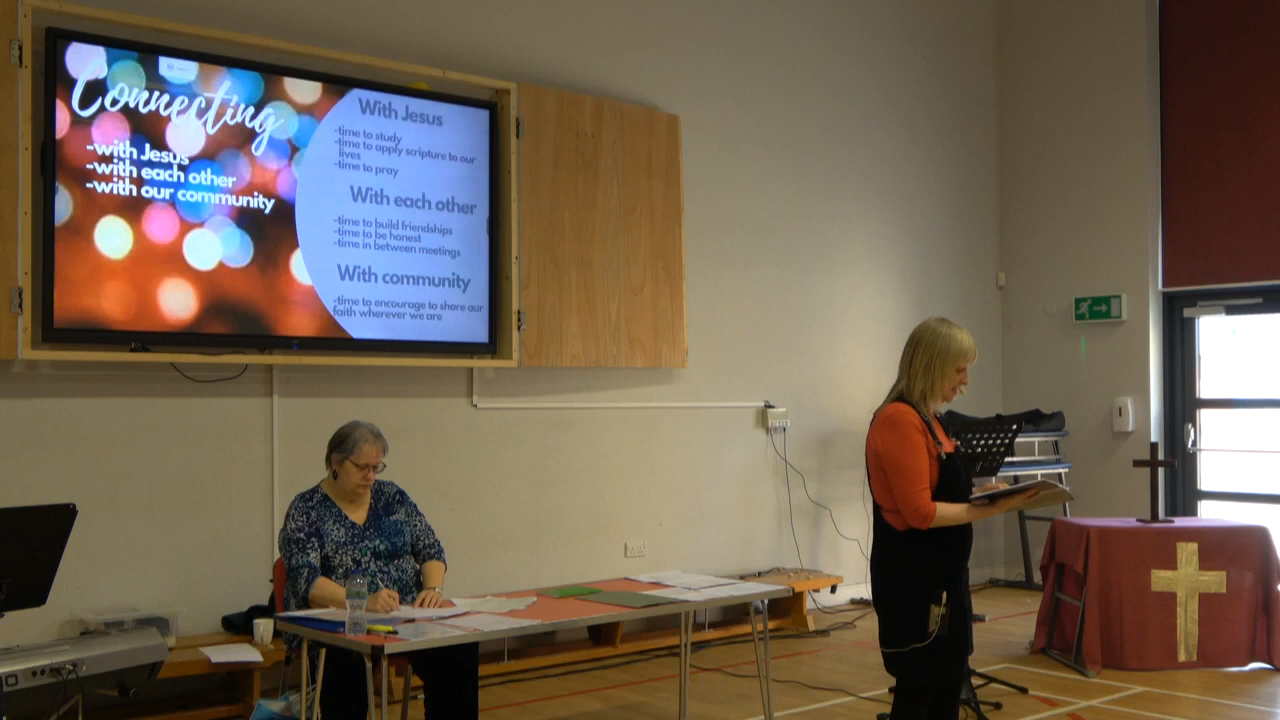 Connecting
-with Jesus
-with each other
-with our community
With Jesus
-time to study
-time to apply scripture to our
lives
-time to pray
With each other
-time to build friendships
-time to be honest
-time in between meetings
With community
-time to encourage to share our
faith wherever we are